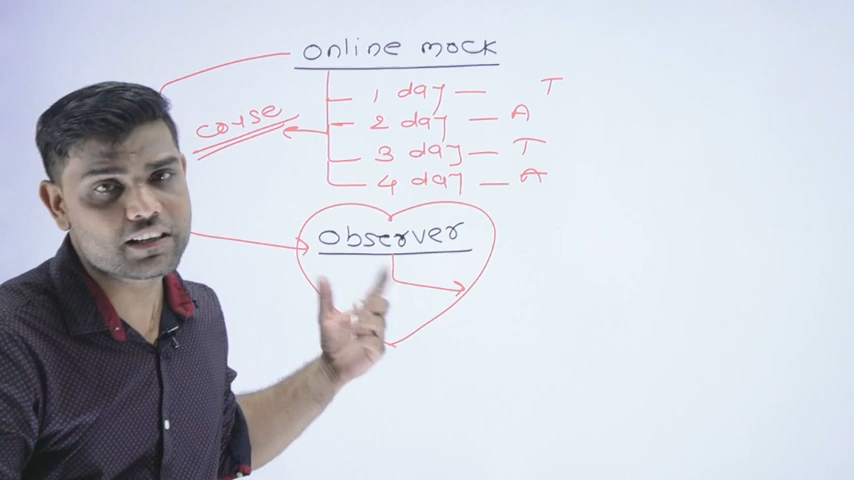 online mock
1 day — T
2 day — A
course
3 day — T
4 day — A
observer